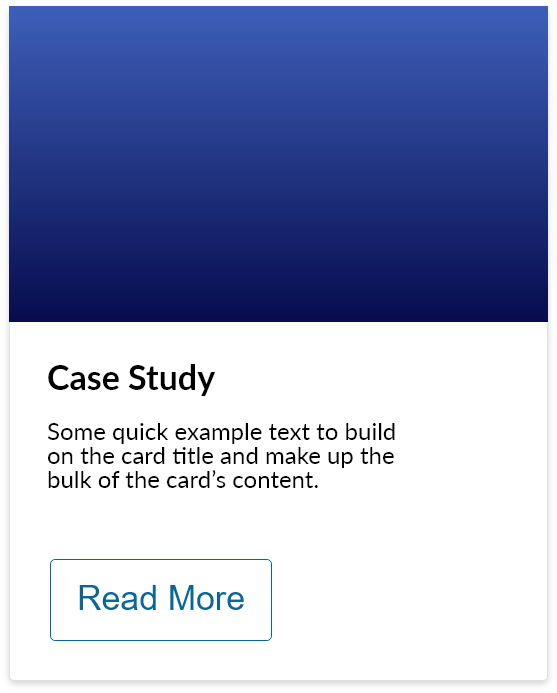 Case Study
Some quick example text to build
on the card title and make up the
bulk of the card’s content.
Read More